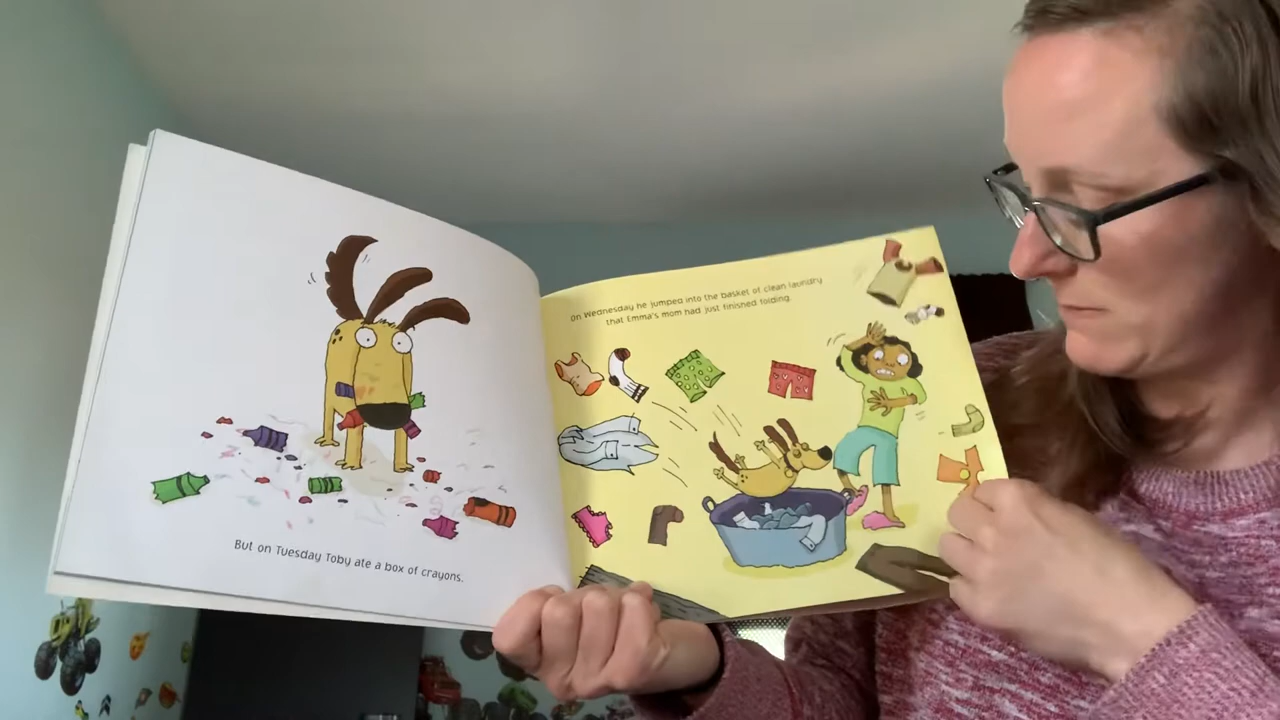 But on Tuesday Toby ate a box of crayons.
On Wednesday he jumped into the basket of clean laundry
that Emma's mom had just finished folding.